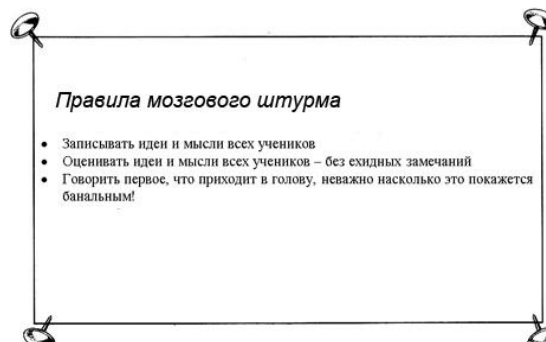 Правила мозгового штурма
• Записывать идеи и мысли всех учеников
• Оценивать идеи и мысли всех учеников – без ехидных замечаний
• Говорить первое, что приходит в голову, неважно насколько это покажется
банальным!